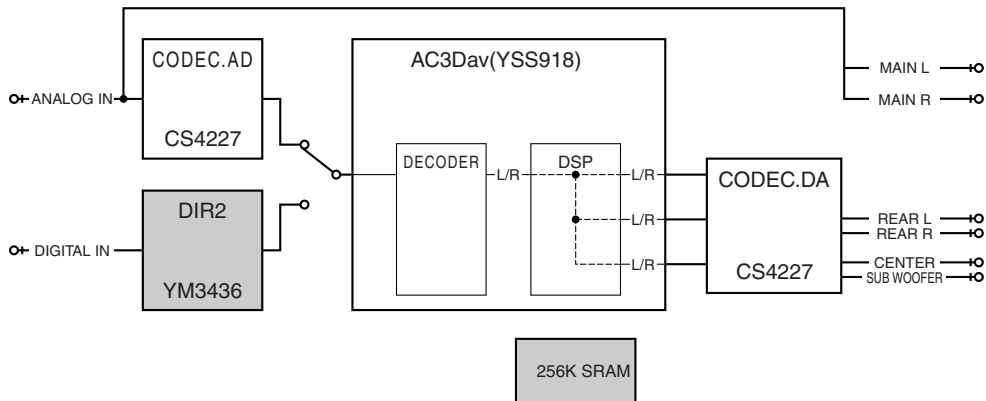 CODEC.AD
AC3Dav(YSS918)
MAIN L
ANALOG IN
MAIN R
CS4227
DECODER
DSP
L/R
L/R
CODEC.DA
DIR2
L/R
REAR L
REAR R
DIGITAL IN
L/R
CENTER
CS4227
SUB WOOFER
YM3436
256K SRAM